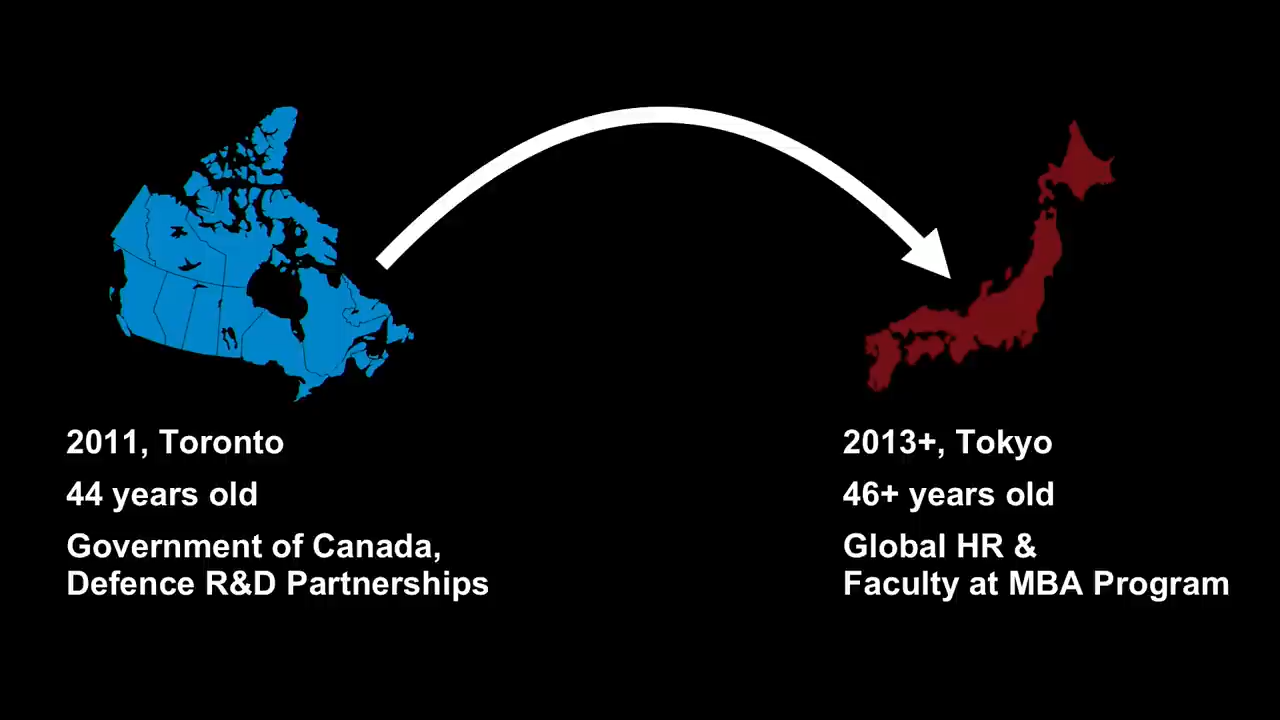 2011, Toronto
44 years old
Government of Canada,
Defence R&D Partnerships
2013+, Tokyo
46+ years old
Global HR &
Faculty at MBA Program